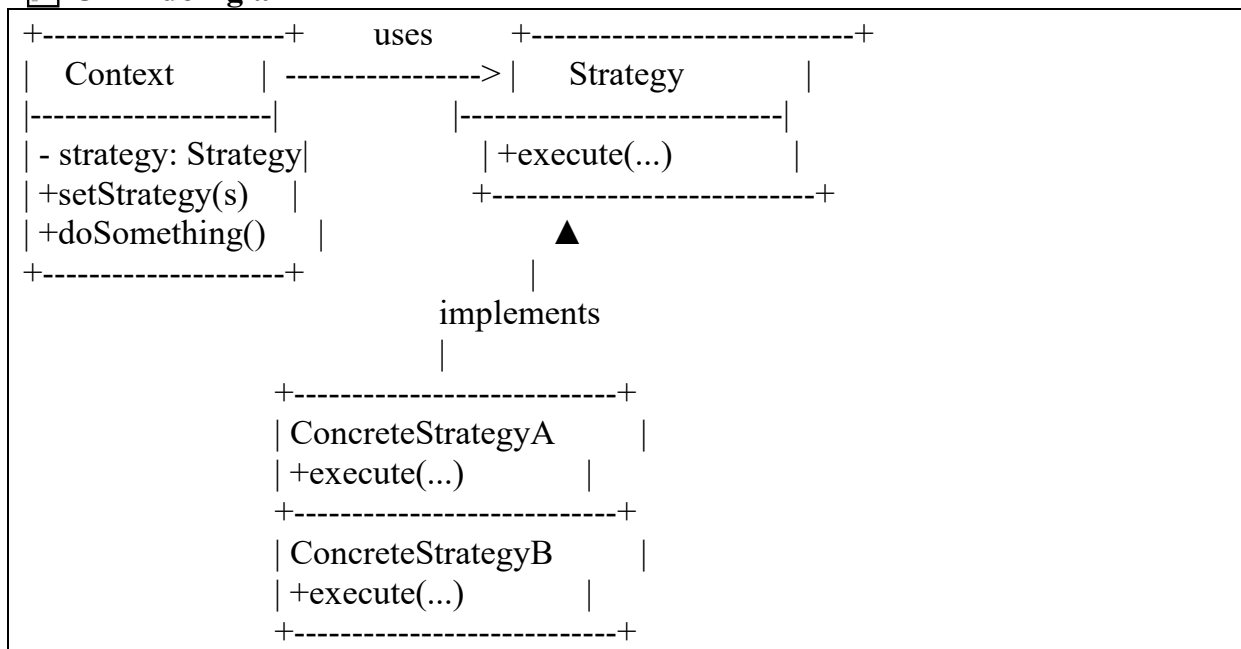 +---------------------+ uses +----------------------------+
| Context | ----------------->| Strategy |
|---------------------| |----------------------------|
| - strategy: Strategy| | +execute(...) |
| +setStrategy(s) | +----------------------------+
| +doSomething() | ▲
+---------------------+ |
implements
|
+----------------------------+
| ConcreteStrategyA |
| +execute(...) |
+----------------------------+
| ConcreteStrategyB |
| +execute(...) |
+----------------------------+